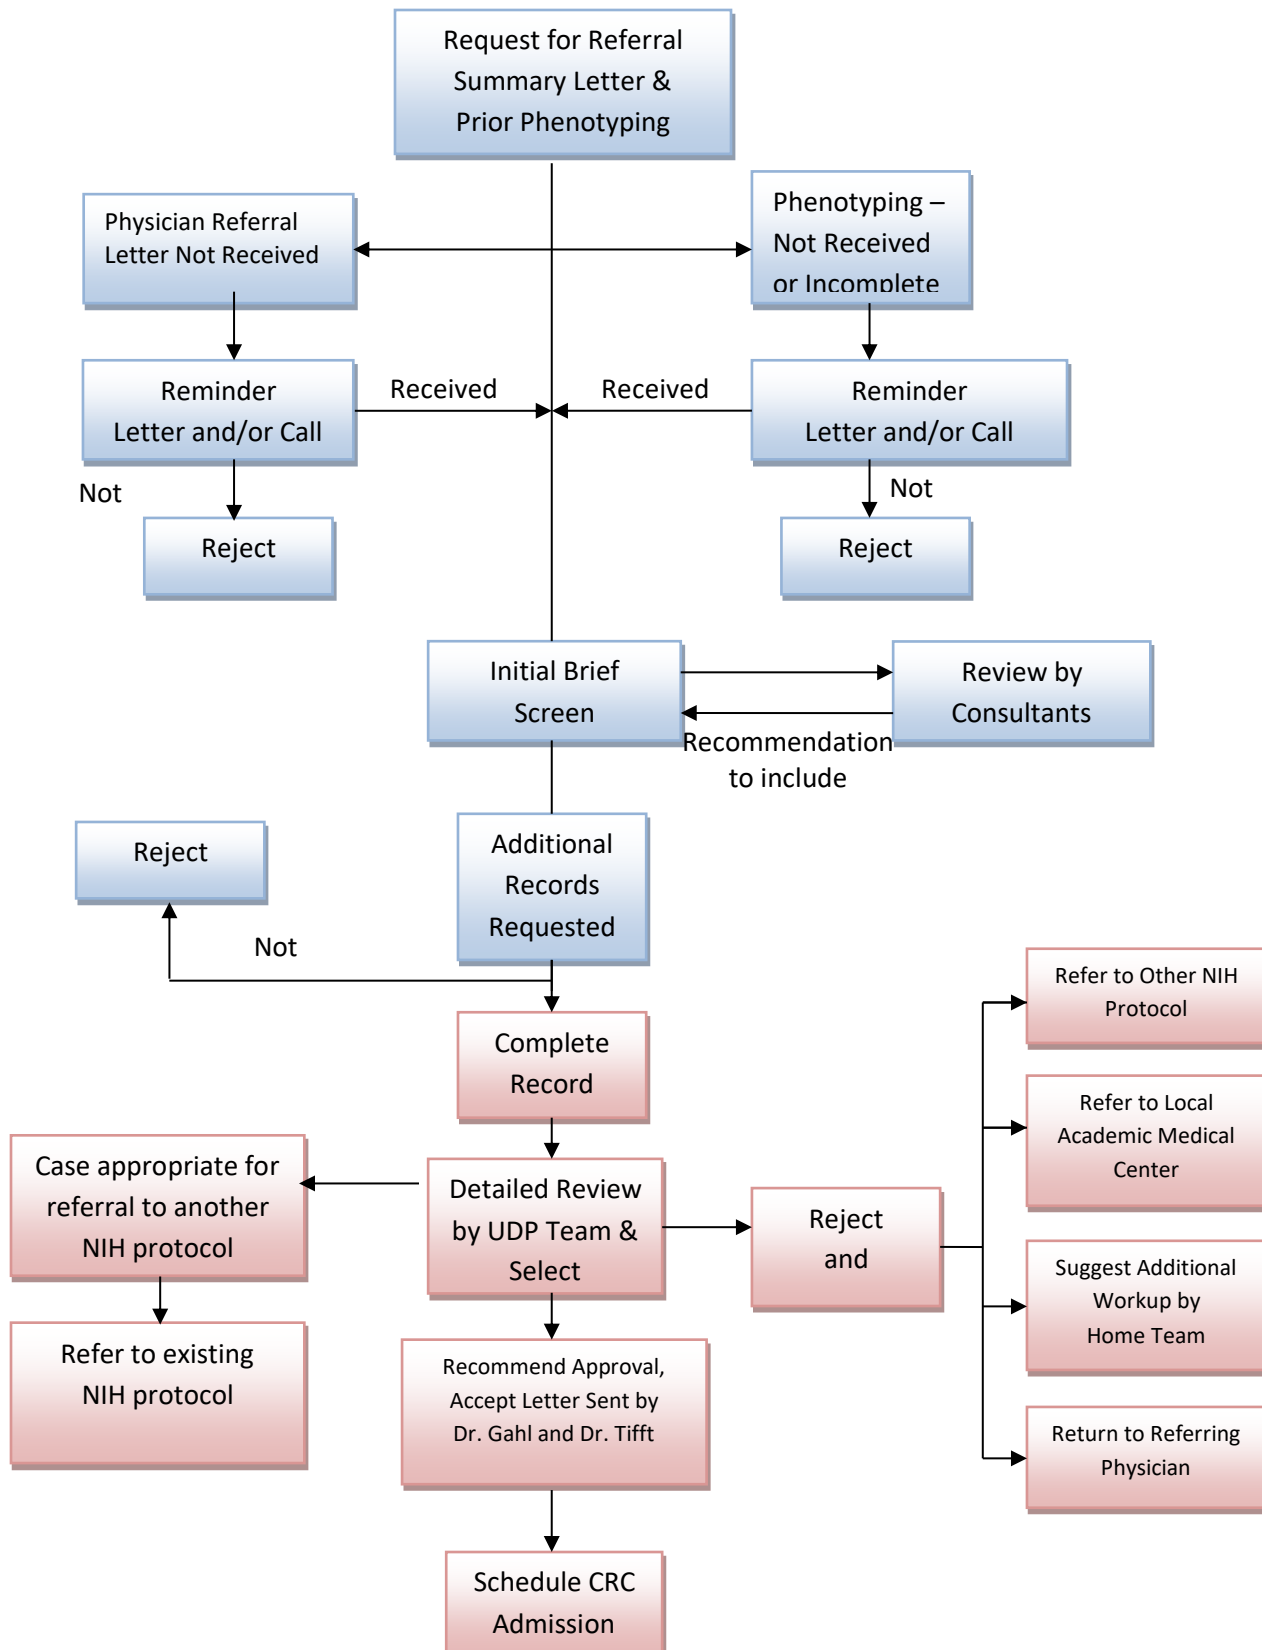 Request for Referral
Summary Letter &
Prior Phenotyping
Physician Referral
Letter Not Received
Phenotyping –
Not Received
or Incomplete
Reminder
Letter and/or Call
Received
Received
Reminder
Letter and/or Call
Not
Not
Reject
Reject
Initial Brief
Screen
Review by
Consultants
Recommendation
to include
Reject
Additional
Records
Requested
Not
Complete
Record
Refer to Other NIH
Protocol
Refer to Local
Academic Medical
Center
Case appropriate for
referral to another
NIH protocol
Detailed Review
by UDP Team &
Select
Reject
and
Suggest Additional
Workup by
Home Team
Refer to existing
NIH protocol
Recommend Approval,
Accept Letter Sent by
Dr. Gahl and Dr. Tifft
Return to Referring
Physician
Schedule CRC
Admission